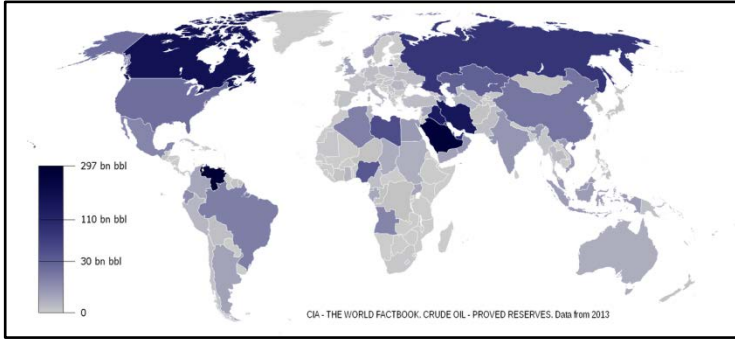 297 bn bbl
110 bn bbl
30 bn bbl
0
CIA - THE WORLD FACTBOOK. CRUDE OIL - PROVED RESERVES. Data from 2013